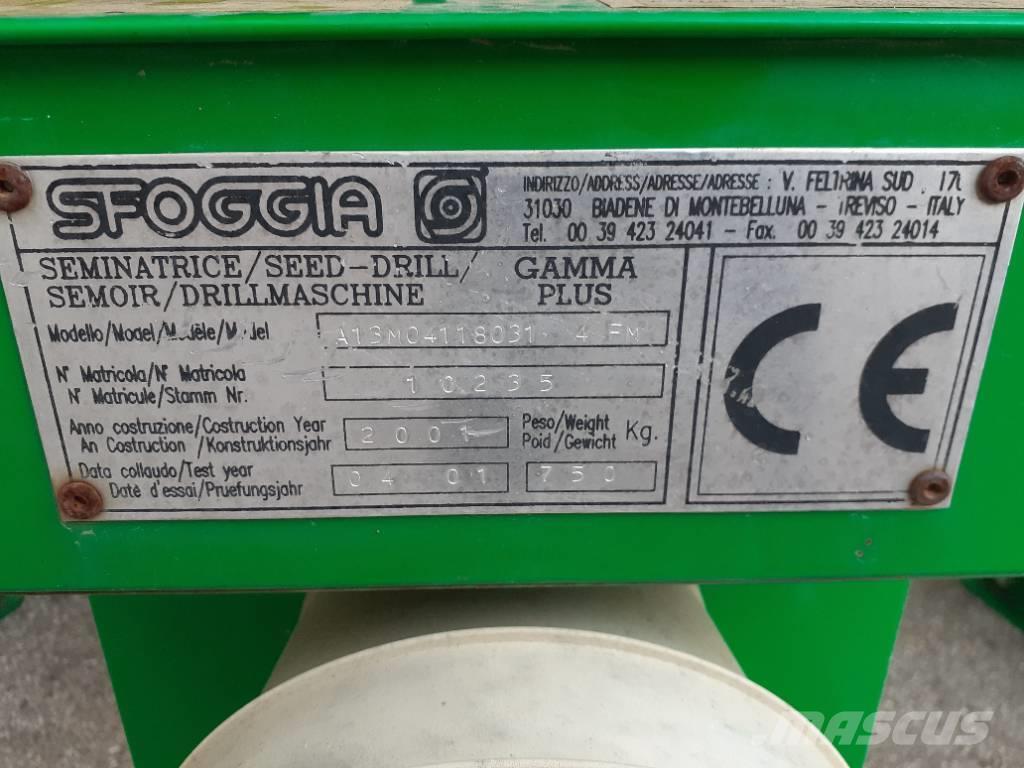 SFOGGIA
INDIRIZZO/ADDRESS/ADRESSE/ADRESSE : V. FELTRINA SUD
31030 BIADENE DI MONTEBELLUNA - TREVISO - ITALY
Tel. 00 39 423 24041 - Fax. 00 39 423 24014
SEMINATRICE/SEED-DRILL/ GAMMA
SEMOIR/DRILLMASCHINE PLUS
Modello/Model/Modèle/Model A13M04118031 4 FM
N° Matricola/N° Matricola
N° Matricule/Stamm Nr. 10235
Anno costruzione/Costruction Year
An Costruction/Konstruktionsjahr 2001
Peso/Weight
Poid/Gewicht Kg.
Data collaudo/Test year
Datè d'essai/Pruefungsjahr 04 01 750
CE
MASCUS